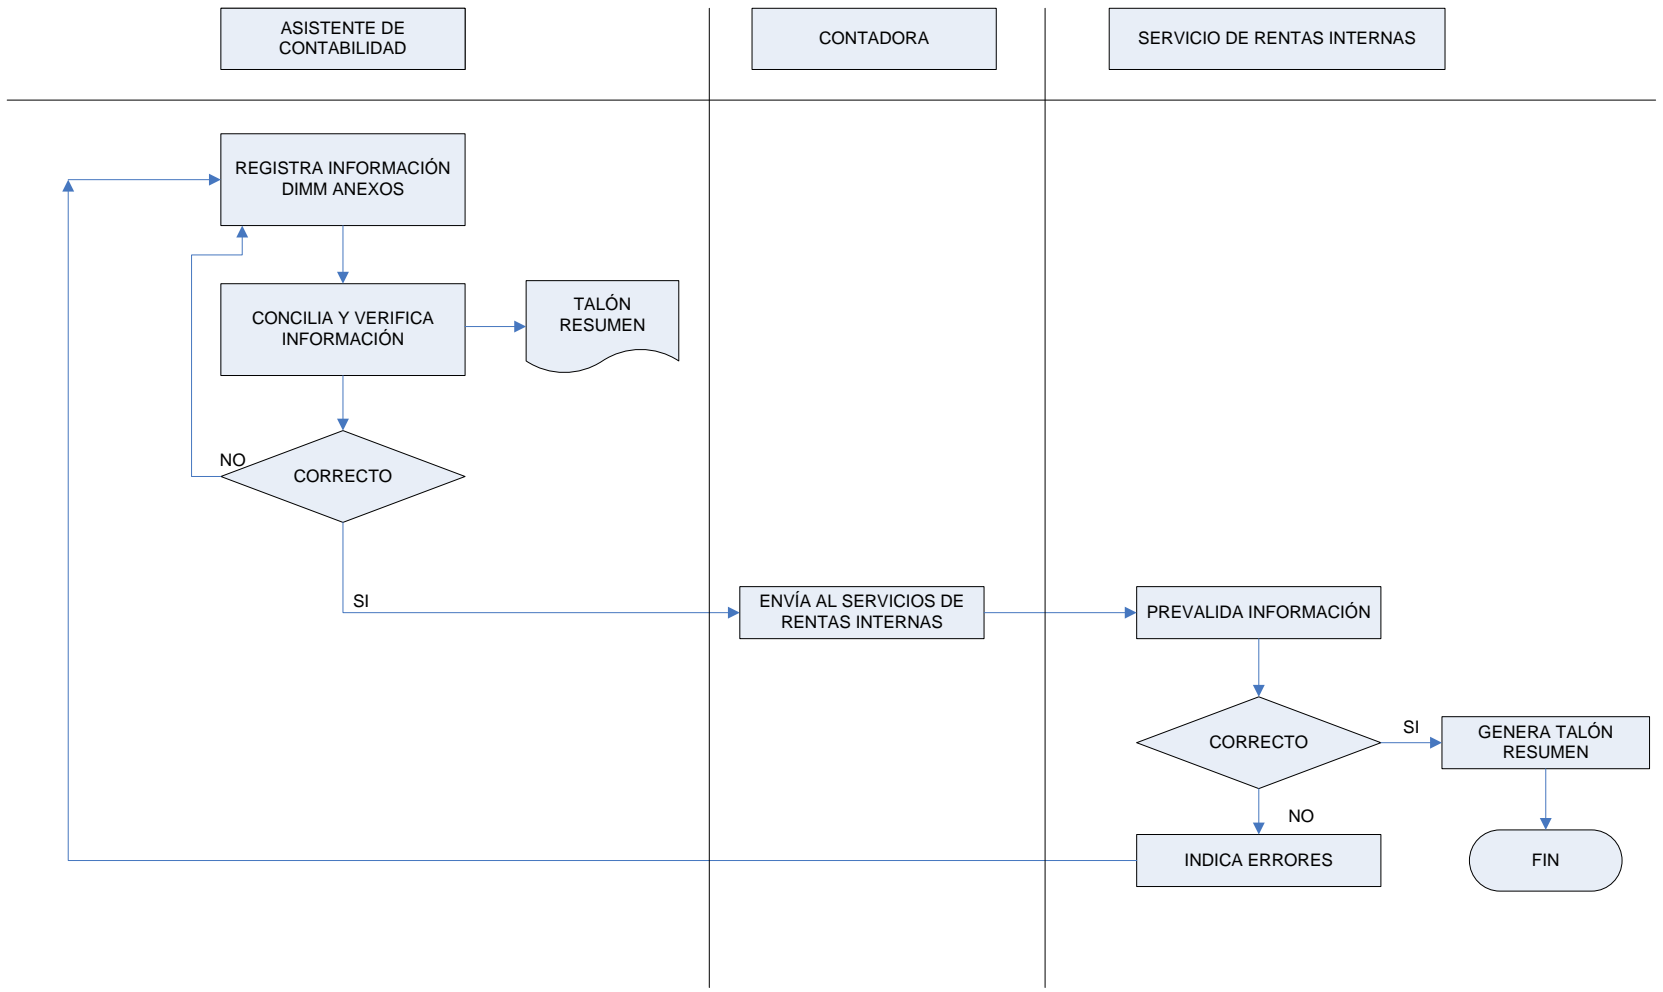 ASISTENTE DE
CONTABILIDAD
CONTADORA
SERVICIO DE RENTAS INTERNAS
REGISTRA INFORMACIÓN
DIMM ANEXOS
CONCILIA Y VERIFICA
INFORMACIÓN
TALÓN
RESUMEN
NO
CORRECTO
SI
ENVÍA AL SERVICIOS DE
RENTAS INTERNAS
PREVALIDA INFORMACIÓN
CORRECTO
SI
GENERA TALÓN
RESUMEN
NO
INDICA ERRORES
FIN